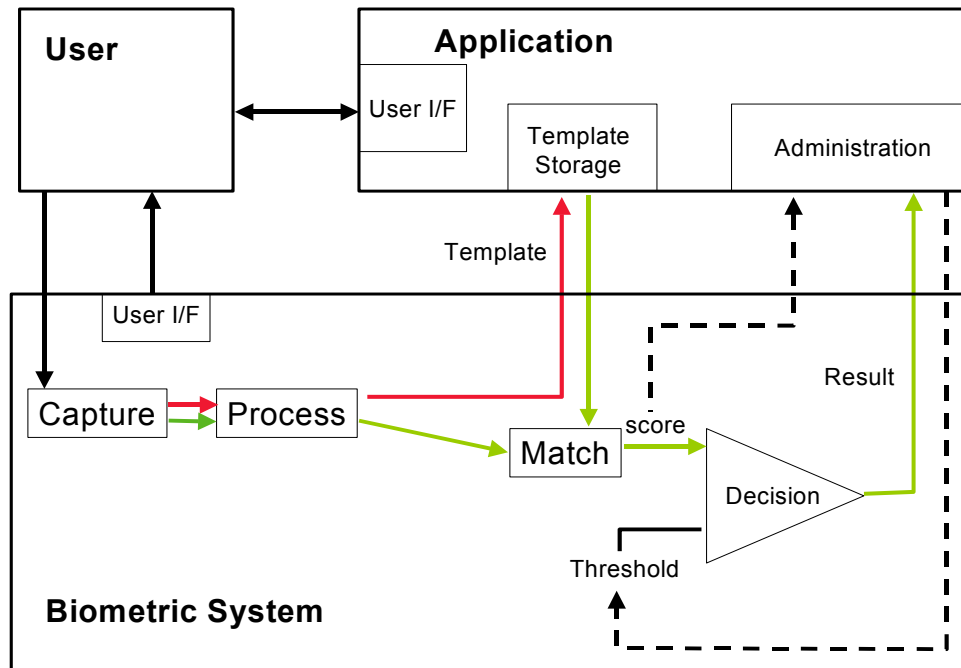 User
Application
User I/F
Template
Storage
Administration
Template
User I/F
Result
Capture
Process
score
Match
Decision
Threshold
Biometric System